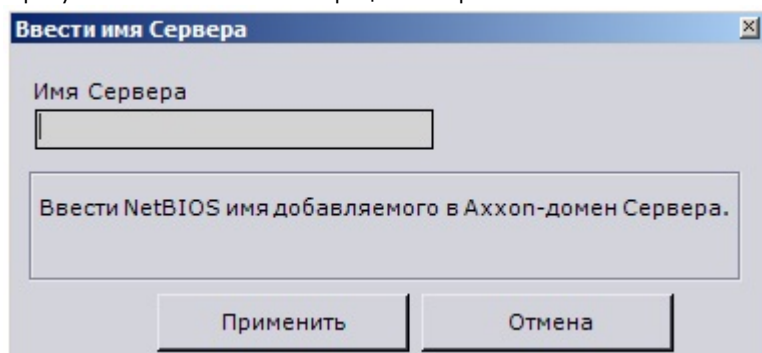 Ввести имя Сервера
Имя Сервера
Ввести NetBIOS имя добавляемого в Axxon-домен Сервера.
Применить
Отмена